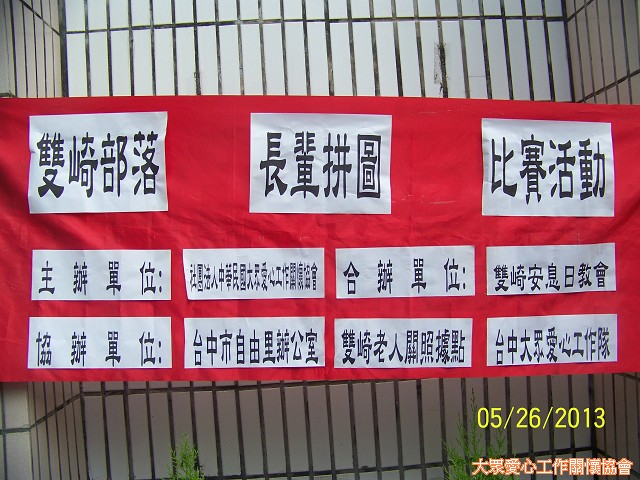 雙崎部落 長輩拼圖 比賽活動
主辦單位: 社團法人中華民國大眾愛心工作關懷協會 合辦單位: 雙崎安息日教會
協辦單位: 台中市自由里辦公室 雙崎老人關照據點 台中大眾愛心工作隊
05/26/2013
大眾愛心工作關懷協會